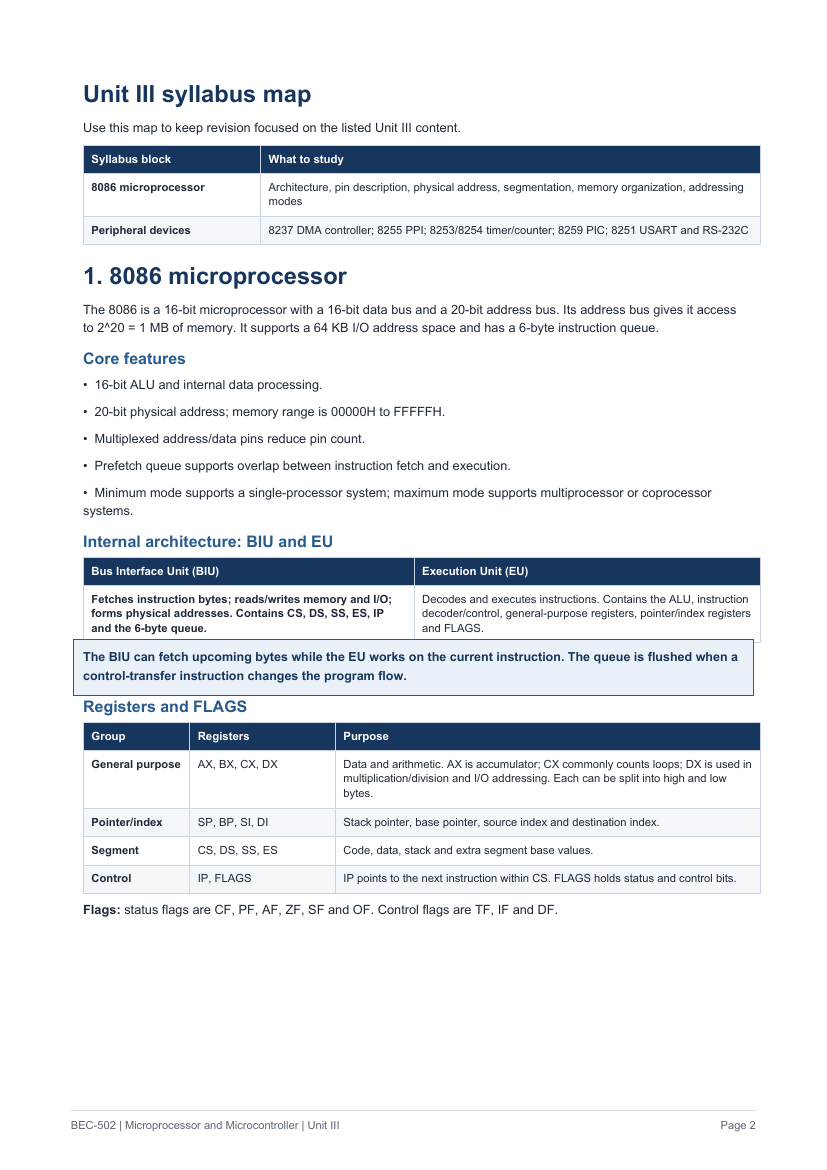 Unit III syllabus map
Use this map to keep revision focused on the listed Unit III content.
Syllabus block What to study
8086 microprocessor Architecture, pin description, physical address, segmentation, memory organization, addressing
modes
Peripheral devices 8237 DMA controller; 8255 PPI; 8253/8254 timer/counter; 8259 PIC; 8251 USART and RS-232C
1. 8086 microprocessor
The 8086 is a 16-bit microprocessor with a 16-bit data bus and a 20-bit address bus. Its address bus gives it access
to 2^20 = 1 MB of memory. It supports a 64 KB I/O address space and has a 6-byte instruction queue.
Core features
• 16-bit ALU and internal data processing.
• 20-bit physical address; memory range is 00000H to FFFFFH.
• Multiplexed address/data pins reduce pin count.
• Prefetch queue supports overlap between instruction fetch and execution.
• Minimum mode supports a single-processor system; maximum mode supports multiprocessor or coprocessor
systems.
Internal architecture: BIU and EU
Bus Interface Unit (BIU) Execution Unit (EU)
Fetches instruction bytes; reads/writes memory and I/O; Decodes and executes instructions. Contains the ALU, instruction
forms physical addresses. Contains CS, DS, SS, ES, IP decoder/control, general-purpose registers, pointer/index registers
and the 6-byte queue. and FLAGS.
The BIU can fetch upcoming bytes while the EU works on the current instruction. The queue is flushed when a
control-transfer instruction changes the program flow.
Registers and FLAGS
Group Registers Purpose
General purpose AX, BX, CX, DX Data and arithmetic. AX is accumulator; CX commonly counts loops; DX is used in
multiplication/division and I/O addressing. Each can be split into high and low
bytes.
Pointer/index SP, BP, SI, DI Stack pointer, base pointer, source index and destination index.
Segment CS, DS, SS, ES Code, data, stack and extra segment base values.
Control IP, FLAGS IP points to the next instruction within CS. FLAGS holds status and control bits.
Flags: status flags are CF, PF, AF, ZF, SF and OF. Control flags are TF, IF and DF.
BEC-502 | Microprocessor and Microcontroller | Unit III Page 2